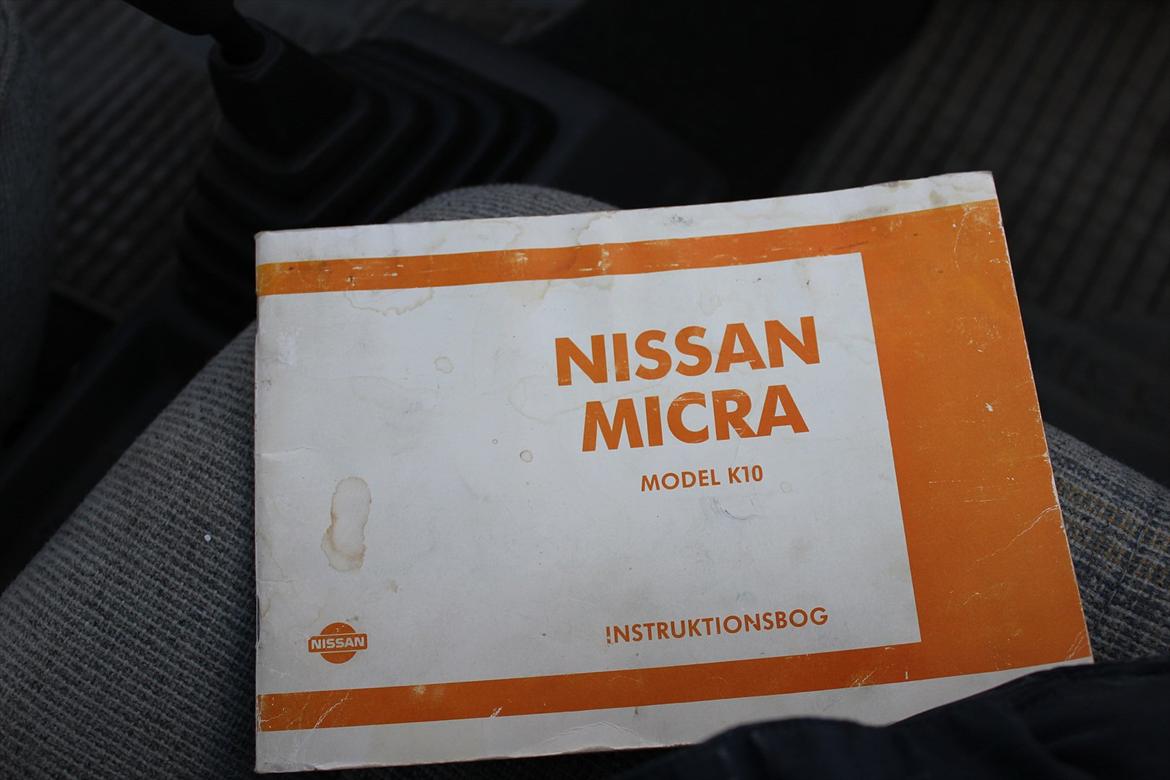 NISSAN
MICRA
MODEL K10
INSTRUKTIONSBOG
NISSAN